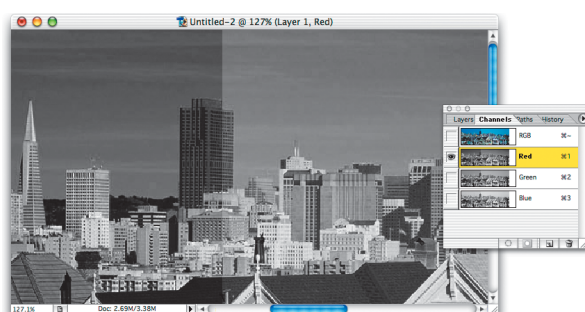 Untitled-2 @ 127% (Layer 1, Red)
Layers Channels Paths History
RGB ⌘~
Red ⌘1
Green ⌘2
Blue ⌘3
127.1% Doc: 2.69M/3.38M